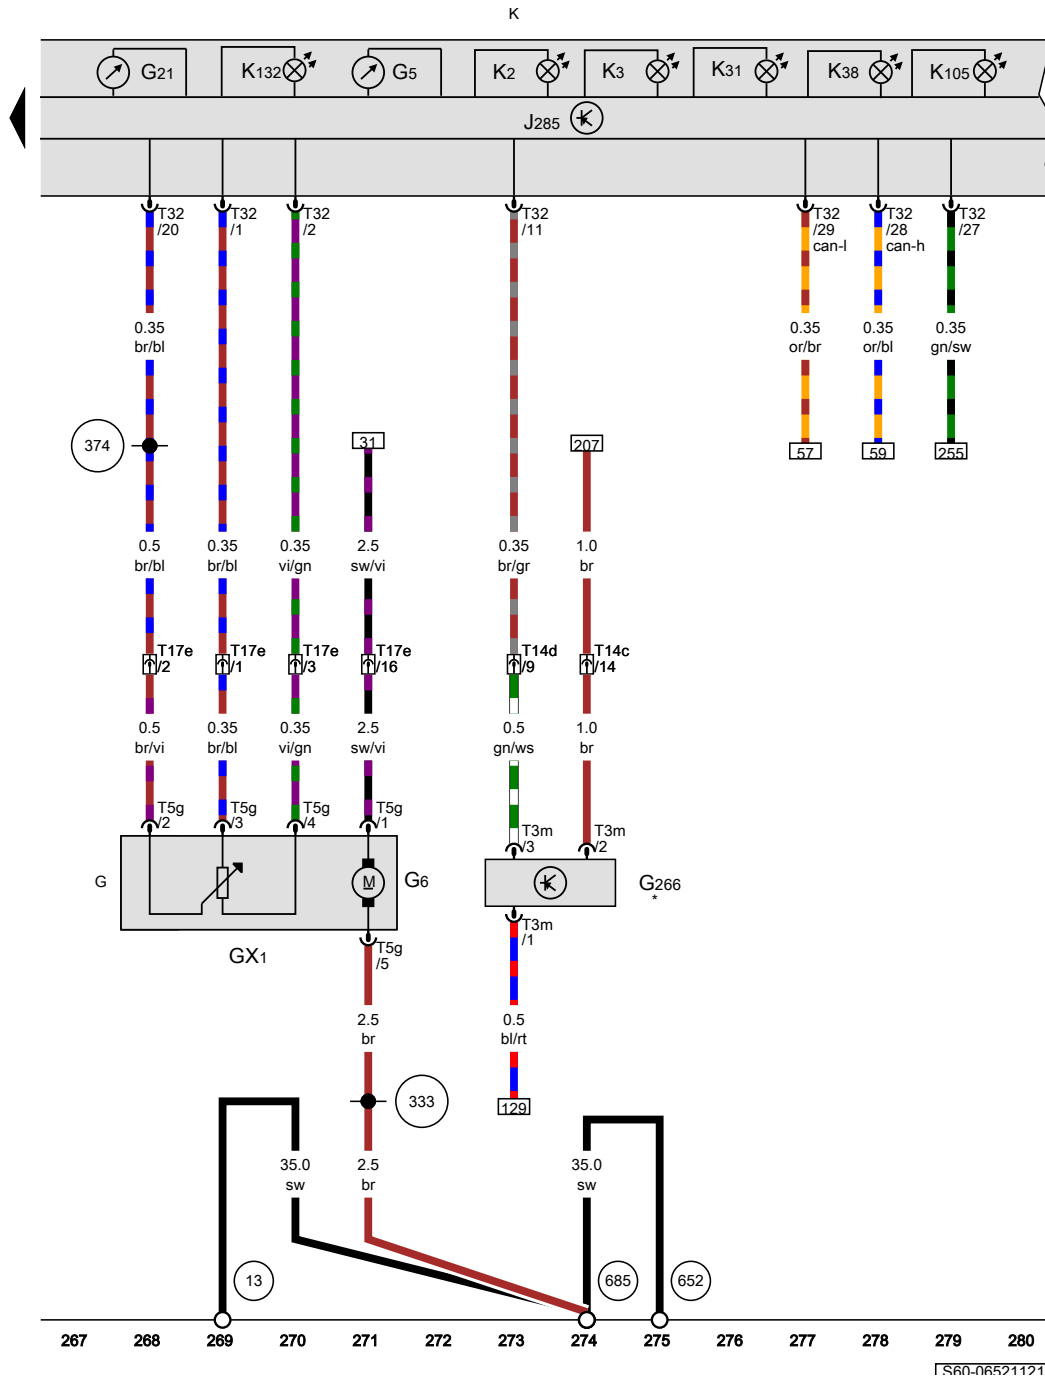 K
G21
K132
G5
K2
K3
K31
K38
K105
J285
T32
/20
T32
/1
T32
/2
T32
/11
T32
/29
can-l
T32
/28
can-h
T32
/27
0.35
br/bl
0.35
or/br
0.35
or/bl
0.35
gn/sw
374
31
207
57
59
255
0.5
br/bl
0.35
br/bl
0.35
vi/gn
2.5
sw/vi
0.35
br/gr
1.0
br
T17e
/2
T17e
/1
T17e
/3
T17e
/16
T14d
/9
T14c
/14
0.5
br/vi
0.35
br/bl
0.35
vi/gn
2.5
sw/vi
0.5
gn/ws
1.0
br
T5g
/2
T5g
/3
T5g
/4
T5g
/1
T3m
/3
T3m
/2
G
M
G6
G266
*
GX1
T5g
/5
T3m
/1
2.5
br
0.5
bl/rt
333
129
35.0
sw
2.5
br
35.0
sw
13
685
652
267 268 269 270 271 272 273 274 275 276 277 278 279 280
S60-06521121